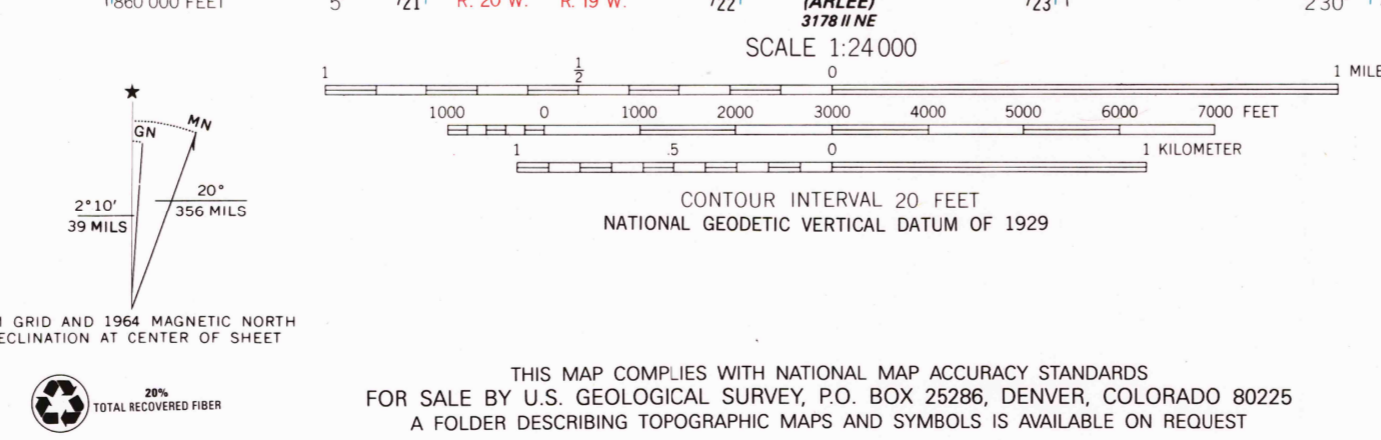 1 860 000 FEET 5 721 R. 20 W. R. 19 W. 722 (ARLEE) 723 230
3178 II NE
SCALE 1:24 000
1 ½ 0 1 MILE
1000 0 1000 2000 3000 4000 5000 6000 7000 FEET
1 .5 0 1 KILOMETER
CONTOUR INTERVAL 20 FEET
NATIONAL GEODETIC VERTICAL DATUM OF 1929
★
GN MN
2°10′
39 MILS
20°
356 MILS
GRID AND 1964 MAGNETIC NORTH
ECLINATION AT CENTER OF SHEET
20%
TOTAL RECOVERED FIBER
THIS MAP COMPLIES WITH NATIONAL MAP ACCURACY STANDARDS
FOR SALE BY U.S. GEOLOGICAL SURVEY, P.O. BOX 25286, DENVER, COLORADO 80225
A FOLDER DESCRIBING TOPOGRAPHIC MAPS AND SYMBOLS IS AVAILABLE ON REQUEST